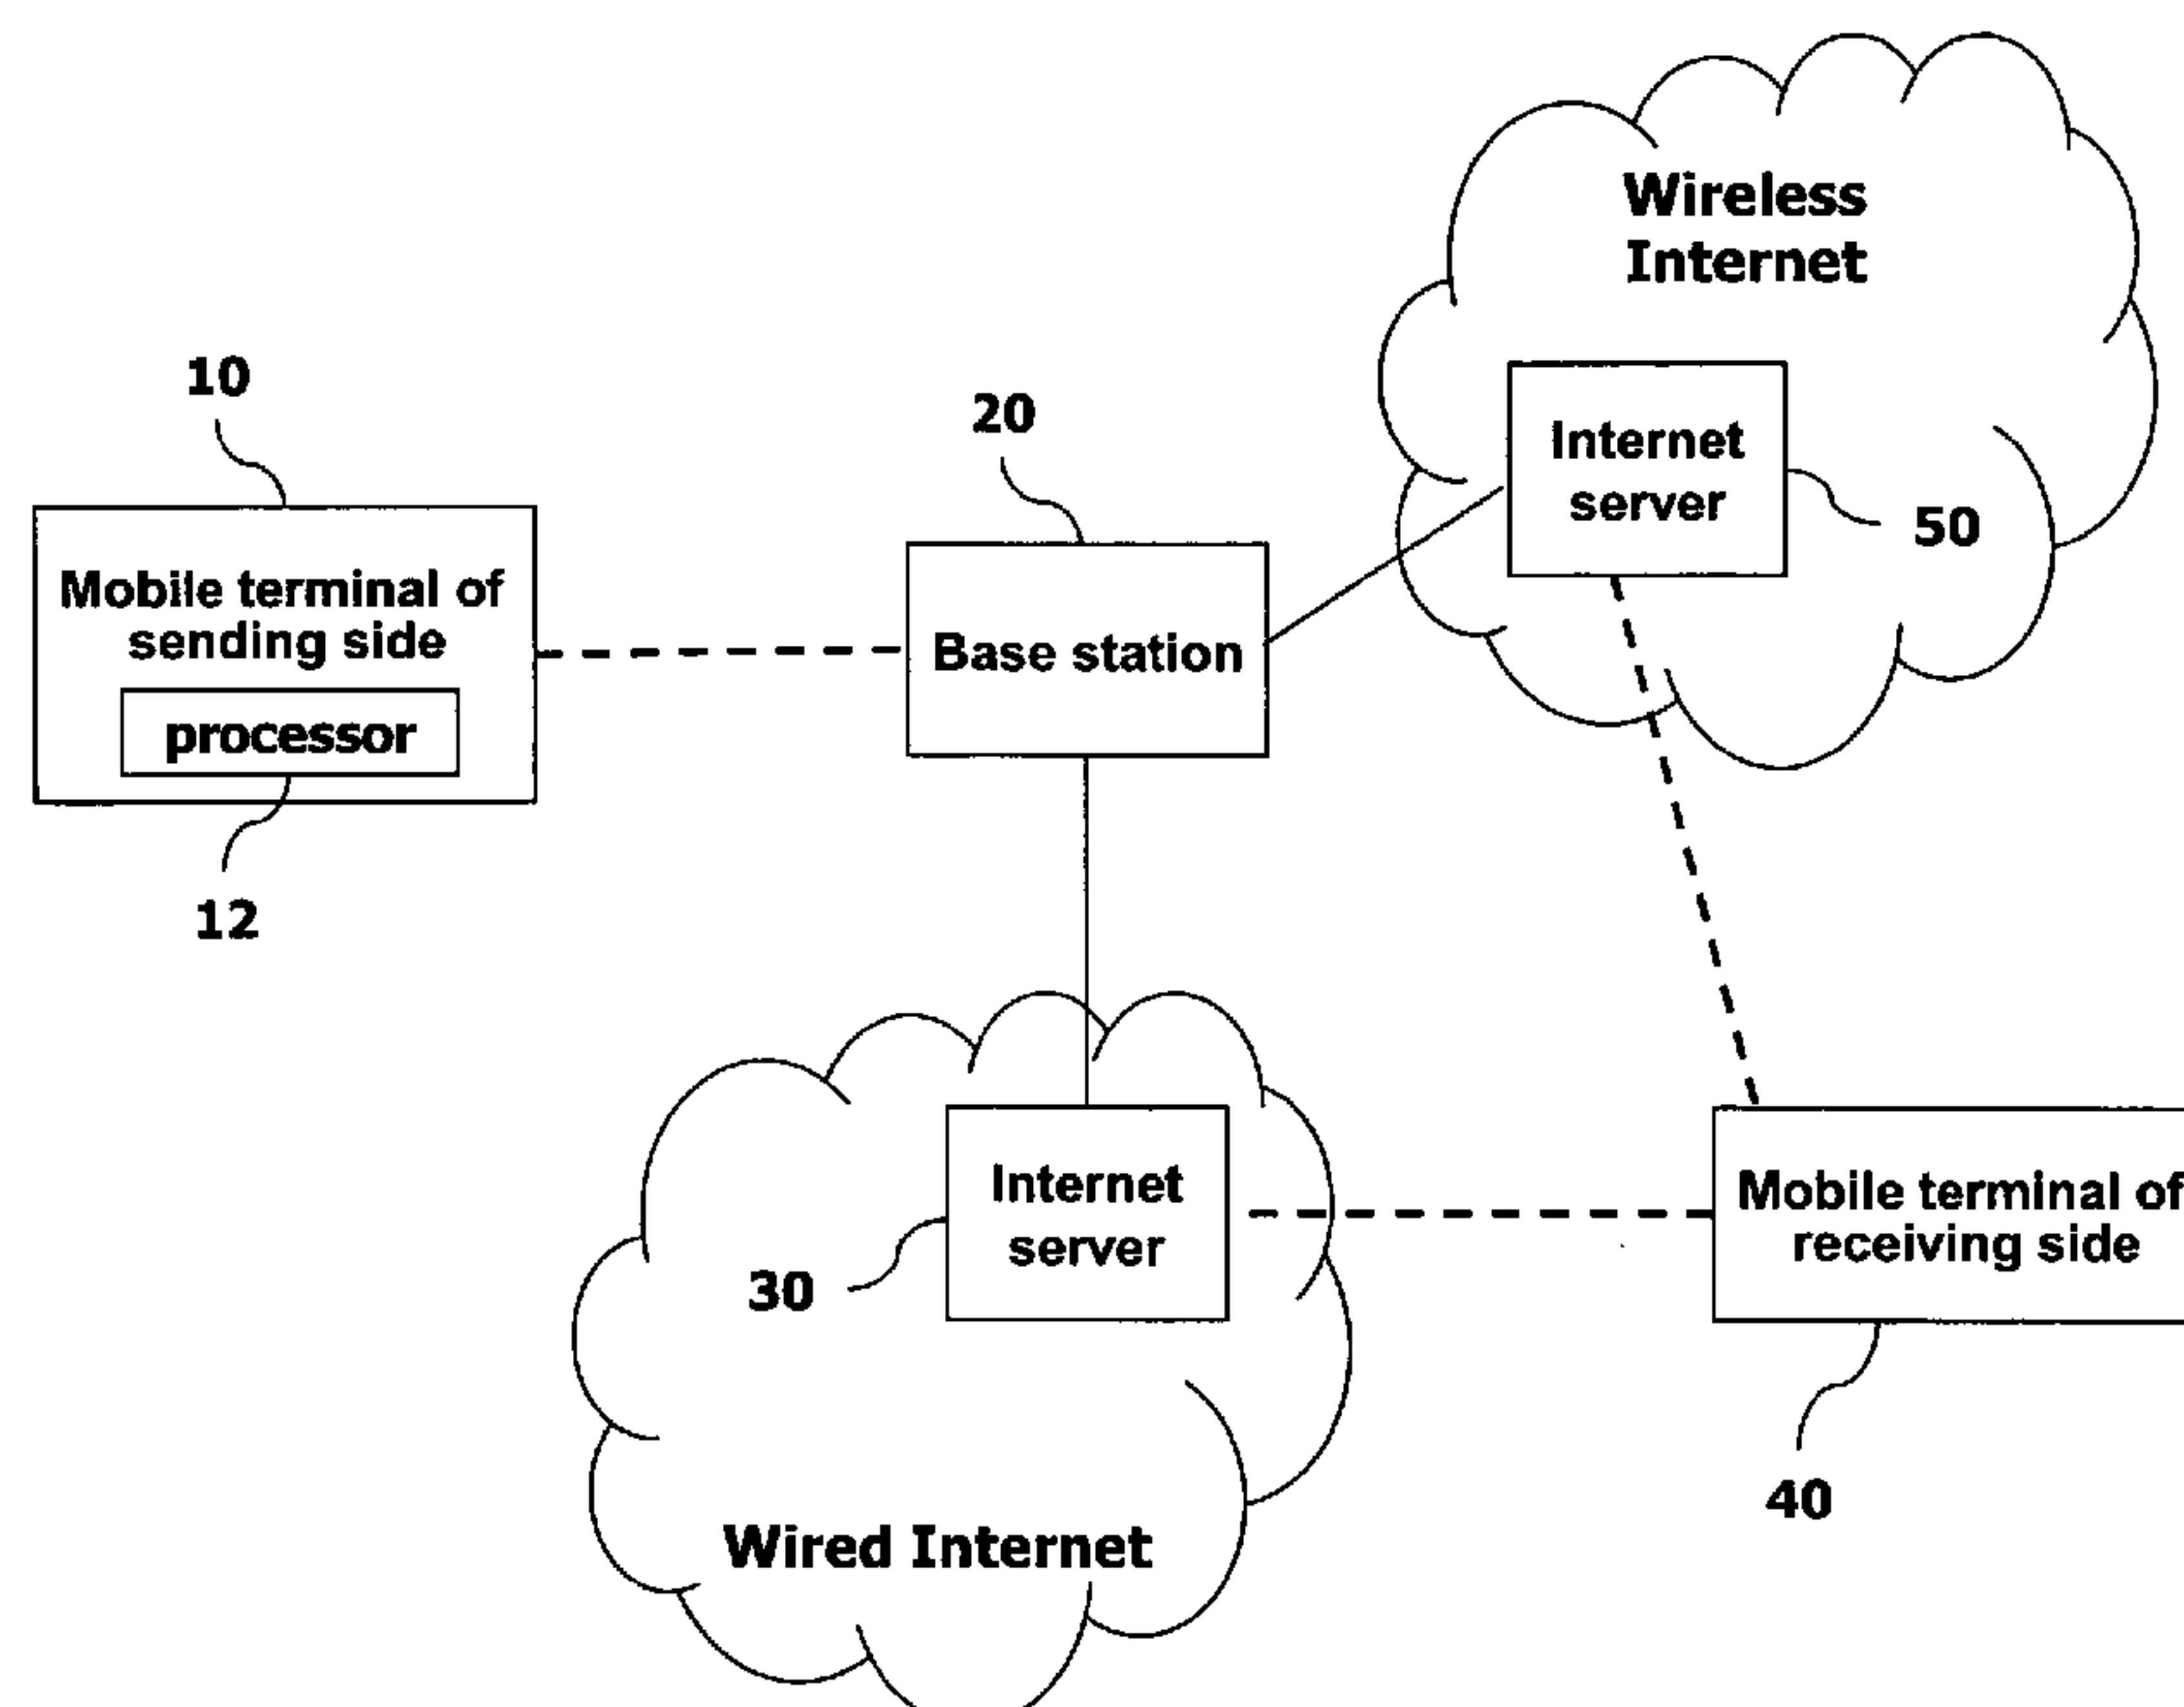 Wireless
Internet
10
20
Internet
server
50
Mobile terminal of
sending side
Base station
processor
12
Internet
server
30
Mobile terminal of
receiving side
40
Wired Internet